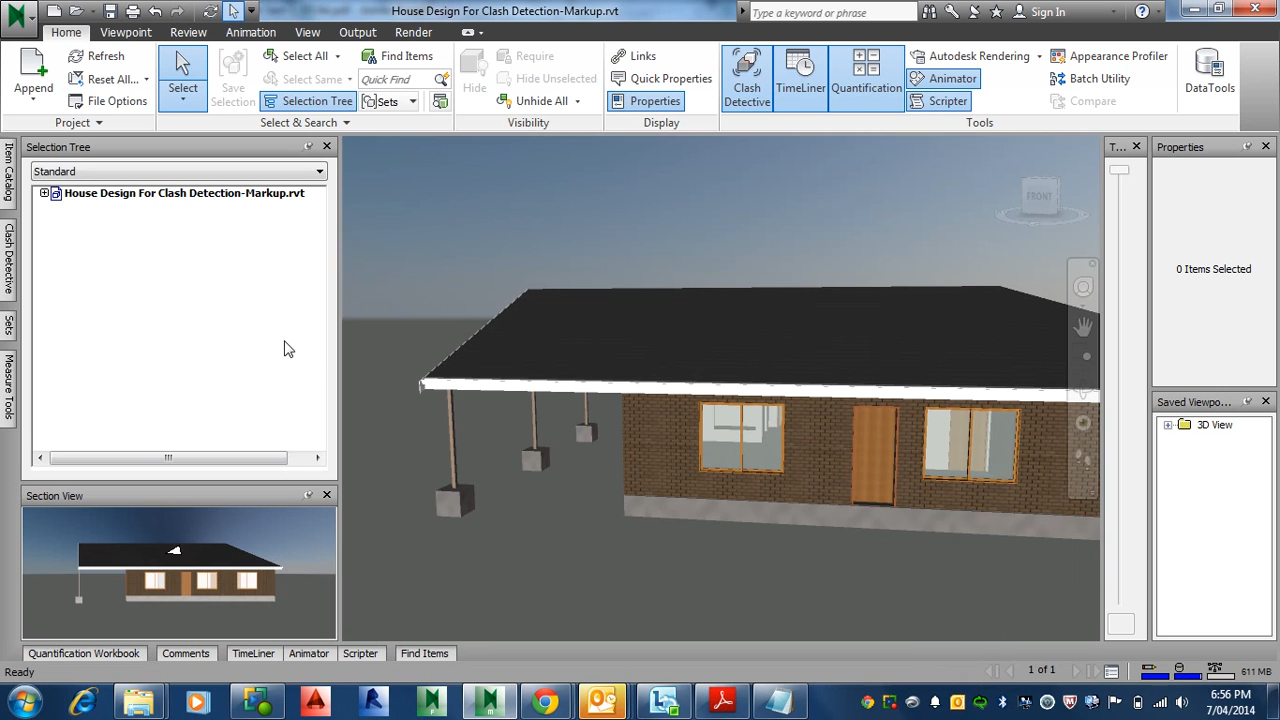 House Design For Clash Detection-Markup.rvt
Type a keyword or phrase
Sign In
Home Viewpoint Review Animation View Output Render
Append
Refresh
Reset All...
File Options
Project
Select
Save Selection
Select All
Select Same
Selection Tree
Find Items
Quick Find
Sets
Select & Search
Hide
Require
Hide Unselected
Unhide All
Visibility
Links
Quick Properties
Properties
Display
Clash Detective
TimeLiner
Quantification
Autodesk Rendering
Animator
Scripter
Appearance Profiler
Batch Utility
Compare
DataTools
Tools
Item Catalog
Clash Detective
Sets
Measure Tools
Selection Tree
Standard
House Design For Clash Detection-Markup.rvt
Section View
FRONT
T...
Properties
0 Items Selected
Saved Viewpo...
3D View
Quantification Workbook Comments TimeLiner Animator Scripter Find Items
Ready
1 of 1
611 MB
6:56 PM
7/04/2014